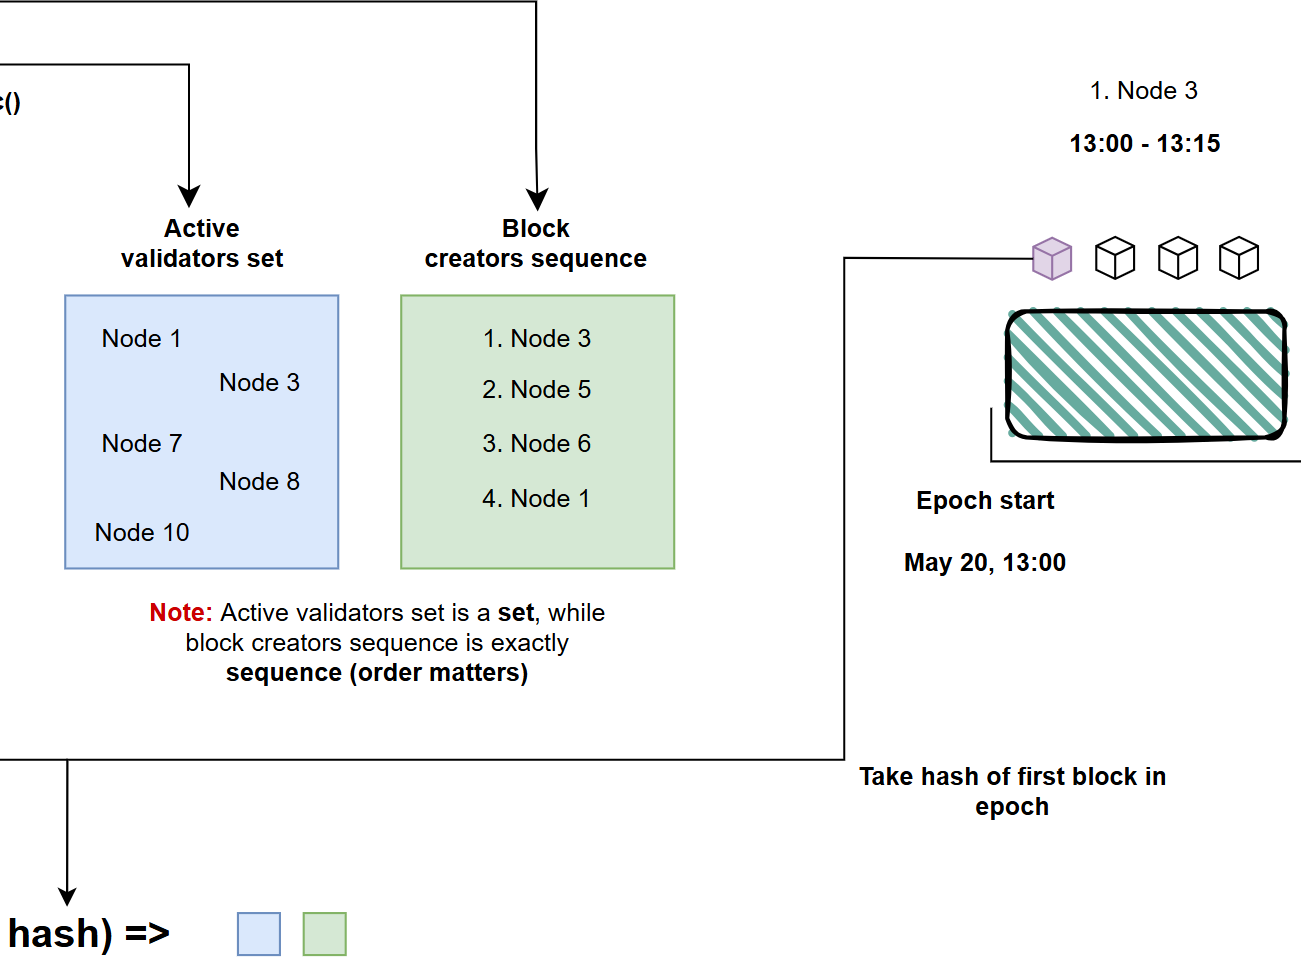 c()
1. Node 3
13:00 - 13:15
Active
validators set
Block
creators sequence
Node 1
Node 3
Node 7
Node 8
Node 10
1. Node 3
2. Node 5
3. Node 6
4. Node 1
Note: Active validators set is a set, while
block creators sequence is exactly
sequence (order matters)
Epoch start
May 20, 13:00
Take hash of first block in
epoch
hash) =>